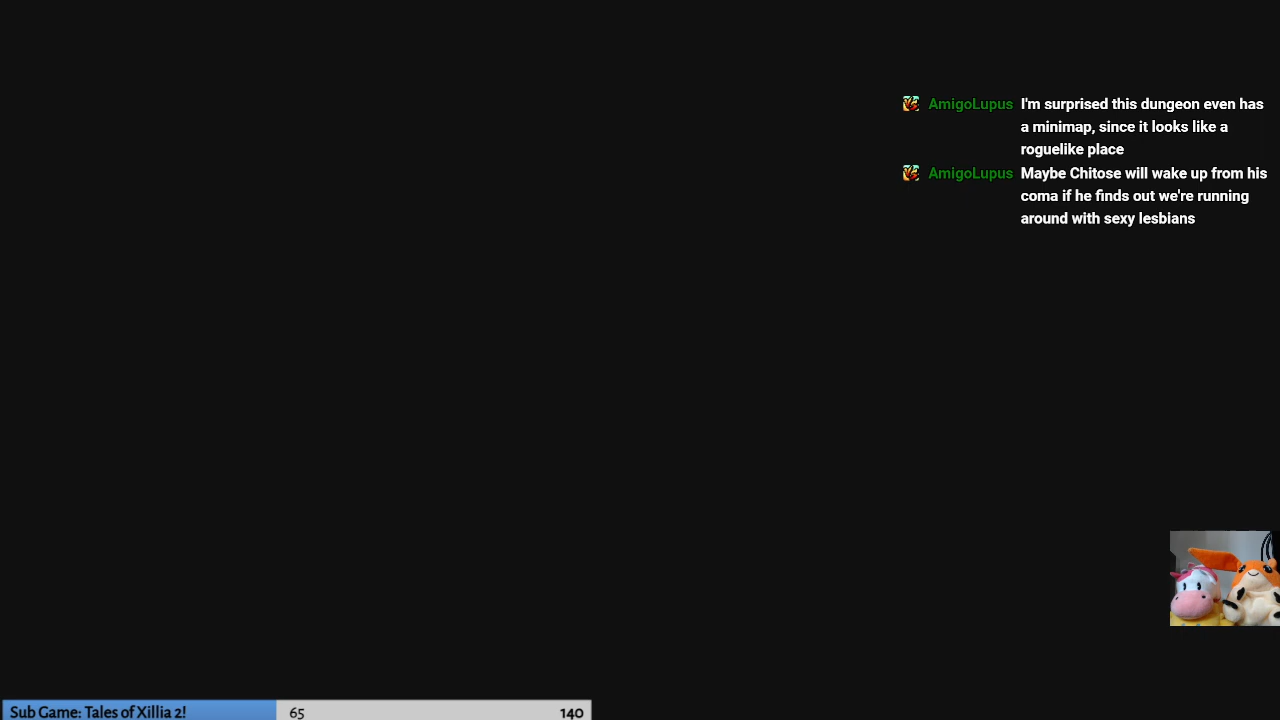 AmigoLupus I'm surprised this dungeon even has
a minimap, since it looks like a
roguelike place
AmigoLupus Maybe Chitose will wake up from his
coma if he finds out we're running
around with sexy lesbians
Sub Game: Tales of Xillia 2! 65 140